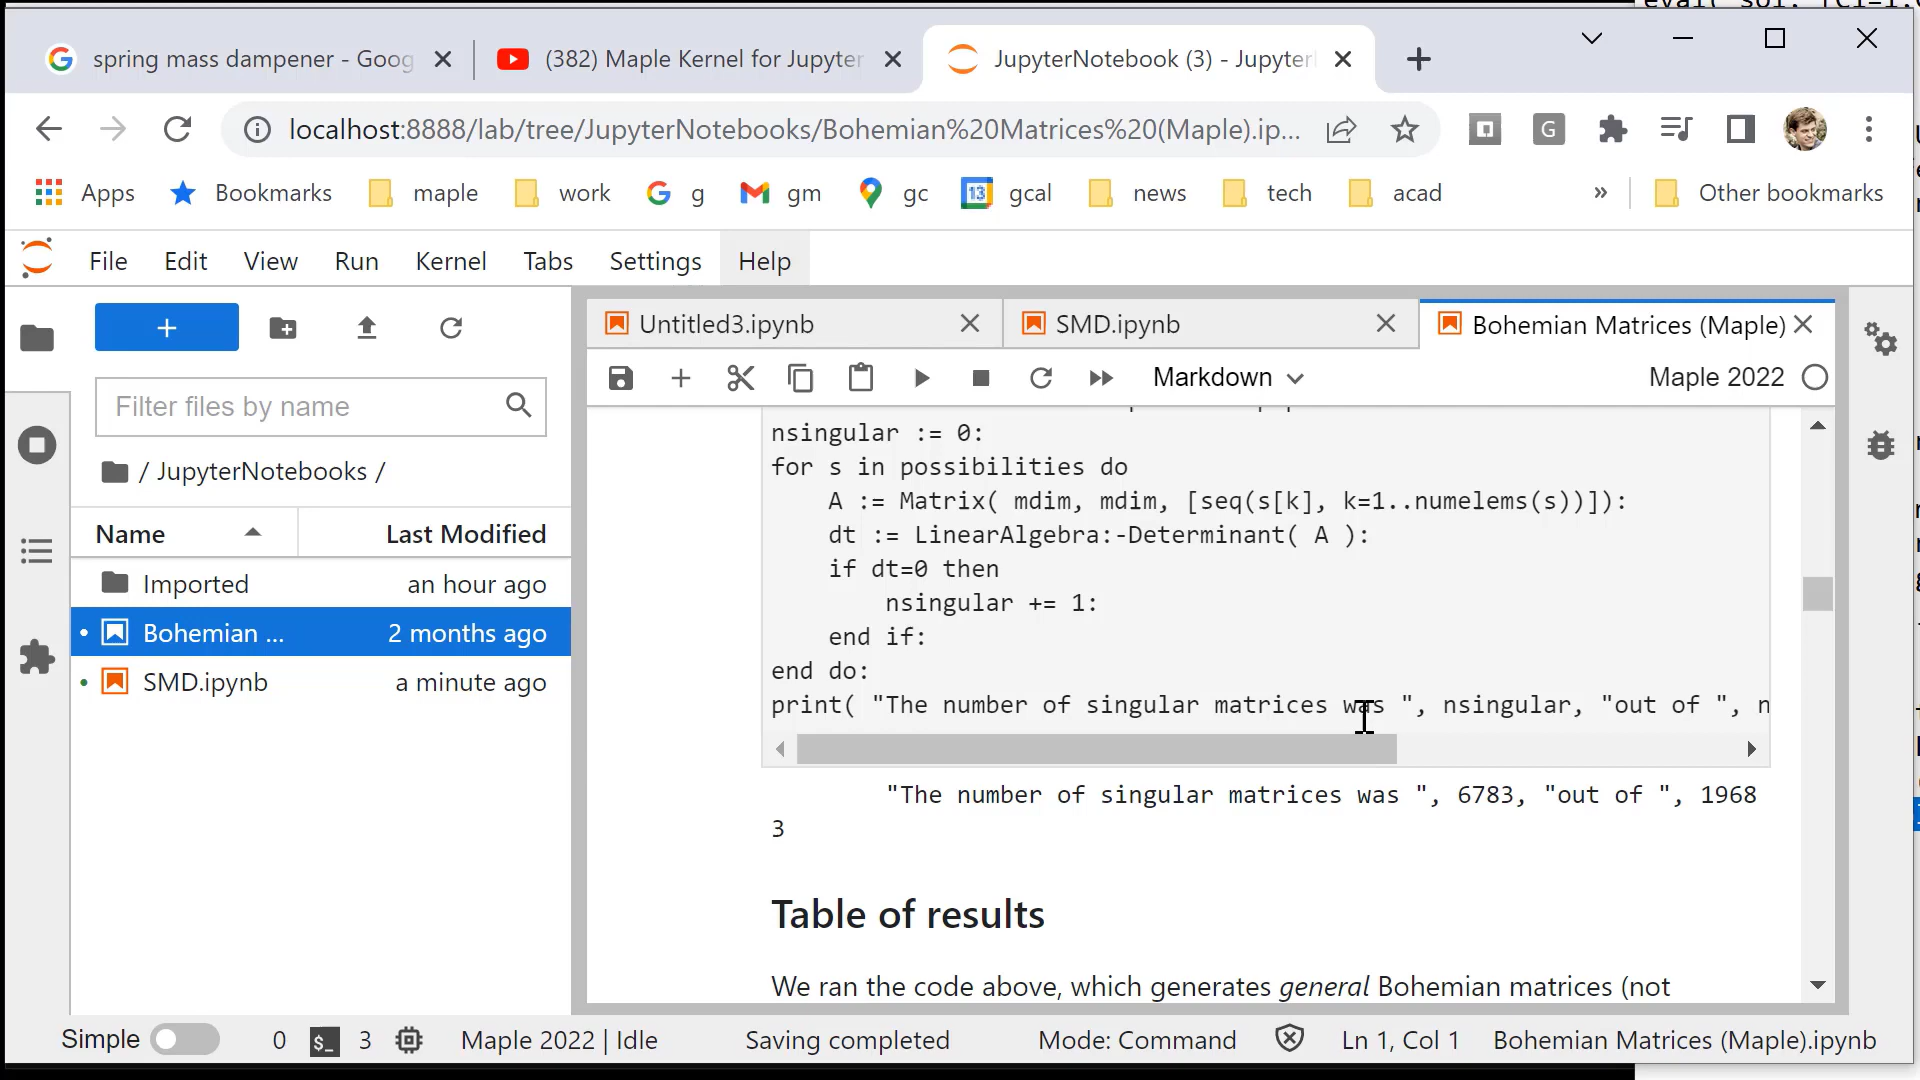 spring mass dampener - Goog
(382) Maple Kernel for Jupyter
JupyterNotebook (3) - Jupyter
localhost:8888/lab/tree/JupyterNotebooks/Bohemian%20Matrices%20(Maple).ip...
G
Apps
Bookmarks
maple
work
g
gm
gc
13
gcal
news
tech
acad
»
Other bookmarks
File Edit View Run Kernel Tabs Settings Help
Untitled3.ipynb
SMD.ipynb
Bohemian Matrices (Maple)
Markdown
Maple 2022
Filter files by name
/ JupyterNotebooks /
Name Last Modified
Imported an hour ago
Bohemian ... 2 months ago
SMD.ipynb a minute ago
nsingular := 0:
for s in possibilities do
A := Matrix( mdim, mdim, [seq(s[k], k=1..numelems(s))]):
dt := LinearAlgebra:-Determinant( A ):
if dt=0 then
nsingular += 1:
end if:
end do:
print( "The number of singular matrices was ", nsingular, "out of ", n
"The number of singular matrices was ", 6783, "out of ", 1968
3
Table of results
We ran the code above, which generates general Bohemian matrices (not
Simple 0 $_ 3 Maple 2022 | Idle Saving completed Mode: Command Ln 1, Col 1 Bohemian Matrices (Maple).ipynb